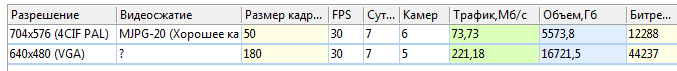 Разрешение Видеосжатие Размер кадр... FPS Сут... Камер Трафик,Мб/с Объем,Гб Битре...
704x576 (4CIF PAL) MJPG-20 (Хорошее ка 50 30 7 6 73,73 5573,8 12288
640x480 (VGA) ? 180 30 7 5 221,18 16721,5 44237